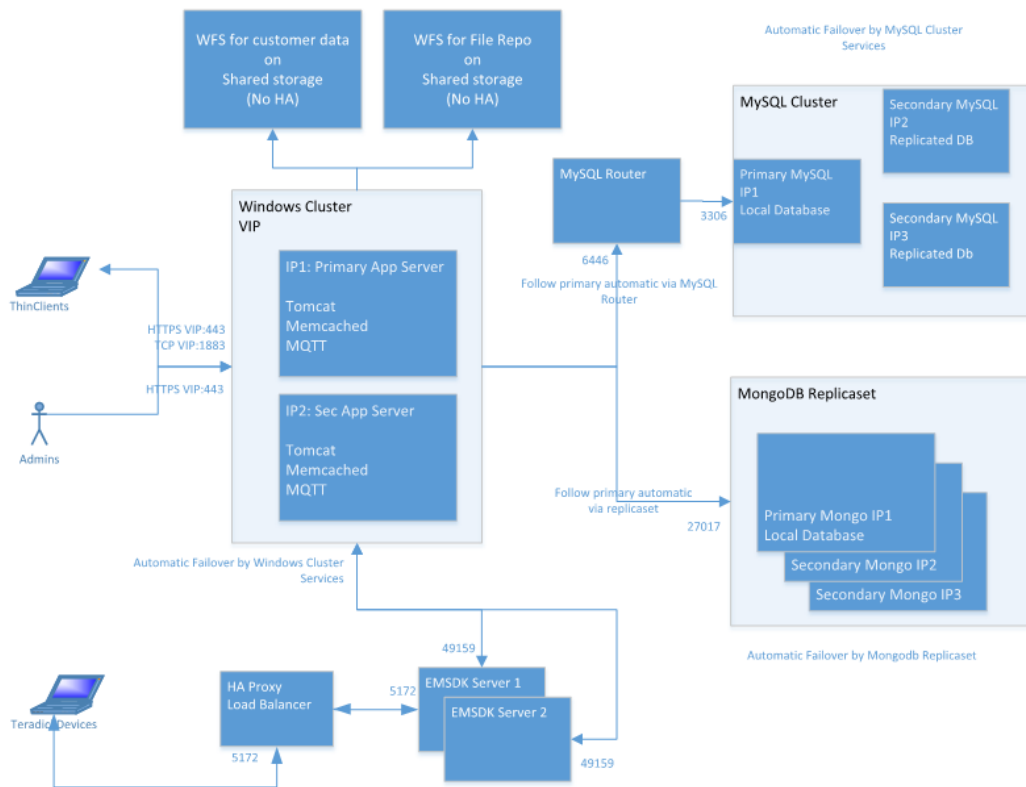 WFS for customer data
on
Shared storage
(No HA)
WFS for File Repo
on
Shared storage
(No HA)
Automatic Failover by MySQL Cluster
Services
MySQL Cluster
Secondary MySQL
IP2
Replicated DB
Primary MySQL
IP1
Local Database
Secondary MySQL
IP3
Replicated Db
MySQL Router
3306
6446
Follow primary automatic via MySQL
Router
Windows Cluster
VIP
IP1: Primary App Server
Tomcat
Memcached
MQTT
IP2: Sec App Server
Tomcat
Memcached
MQTT
ThinClients
HTTPS VIP:443
TCP VIP:1883
HTTPS VIP:443
Admins
MongoDB Replicaset
Primary Mongo IP1
Local Database
Secondary Mongo IP2
Secondary Mongo IP3
Follow primary automatic
via replicaset
27017
Automatic Failover by Windows Cluster
Services
Automatic Failover by Mongodb Replicaset
49159
HA Proxy
Load Balancer
5172
EMSDK Server 1
EMSDK Server 2
Teradici Devices
5172
49159